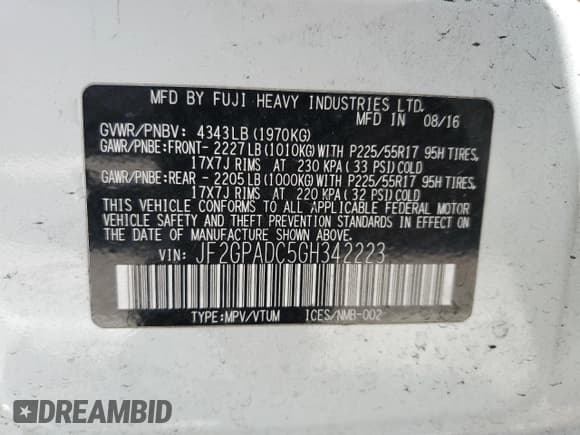 MFD BY FUJI HEAVY INDUSTRIES LTD.
MFD IN 08/16
GVWR/PNBV: 4343LB(1970KG)
GAWR/PNBE:FRONT- 2227LB(1010KG)WITH P225/55R17 95H TIRES,
17X7J RIMS AT 230 KPA( 33 PSI)COLD
GAWR/PNBE:REAR - 2205LB(1000KG)WITH P225/55R17 95H TIRES,
17X7J RIMS AT 220 KPA( 32 PSI)COLD
THIS VEHICLE CONFORMS TO ALL APPLICABLE FEDERAL MOTOR
VEHICLE SAFETY AND THEFT PREVENTION STANDARDS IN EFFECT
ON THE DATE OF MANUFACTURE SHOWN ABOVE.
VIN: JF2GPADC5GH342223
TYPE:MPV/VTUM ICES/NMB-002
DREAMBID